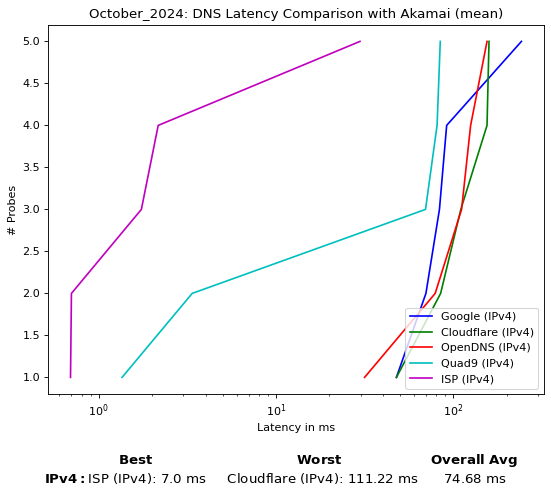 October_2024: DNS Latency Comparison with Akamai (mean)
5.0
4.5
4.0
3.5
3.0
2.5
2.0
1.5
1.0
# Probes
Google (IPv4)
Cloudflare (IPv4)
OpenDNS (IPv4)
Quad9 (IPv4)
ISP (IPv4)
10⁰ 10¹ 10²
Latency in ms
Best Worst Overall Avg
IPv4: ISP (IPv4): 7.0 ms Cloudflare (IPv4): 111.22 ms 74.68 ms